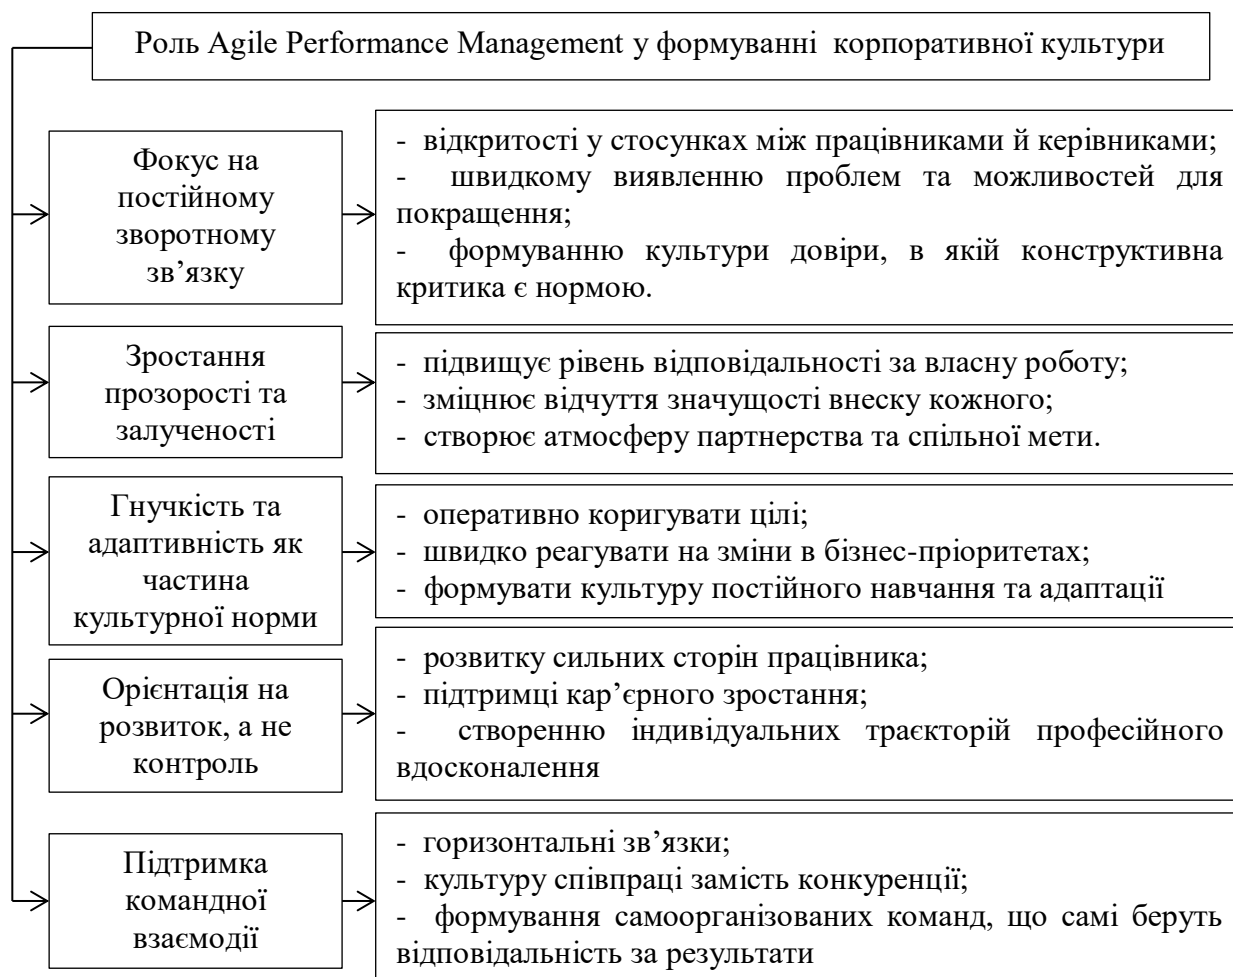 Роль Agile Performance Management у формуванні корпоративної культури
Фокус на
постійному
зворотному
зв’язку
- відкритості у стосунках між працівниками й керівниками;
- швидкому виявленню проблем та можливостей для
покращення;
- формуванню культури довіри, в якій конструктивна
критика є нормою.
Зростання
прозорості та
залученості
- підвищує рівень відповідальності за власну роботу;
- зміцнює відчуття значущості внеску кожного;
- створює атмосферу партнерства та спільної мети.
Гнучкість та
адаптивність як
частина
культурної норми
- оперативно коригувати цілі;
- швидко реагувати на зміни в бізнес-пріоритетах;
- формувати культуру постійного навчання та адаптації
Орієнтація на
розвиток, а не
контроль
- розвитку сильних сторін працівника;
- підтримці кар’єрного зростання;
- створенню індивідуальних траєкторій професійного
вдосконалення
Підтримка
командної
взаємодії
- горизонтальні зв’язки;
- культуру співпраці замість конкуренції;
- формування самоорганізованих команд, що самі беруть
відповідальність за результати